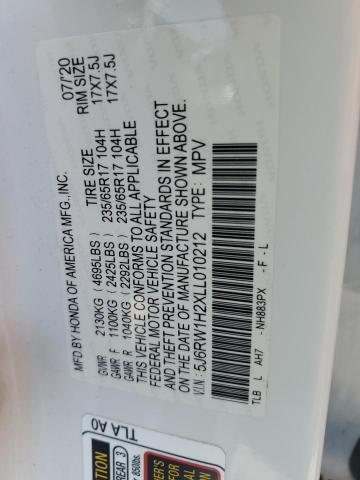 MFD.BY HONDA OF AMERICA MFG.,INC. 07/'20
TIRE SIZE RIM SIZE
GVWR 2130KG (4695LBS)
GAWR F 1100KG (2425LBS) 235/65R17 104H 17X7.5J
GAWR R 1040KG (2292LBS) 235/65R17 104H 17X7.5J
THIS VEHICLE CONFORMS TO ALL APPLICABLE
FEDERAL MOTOR VEHICLE SAFETY
AND THEFT PREVENTION STANDARDS IN EFFECT
ON THE DATE OF MANUFACTURE SHOWN ABOVE.
V.I.N: 5J6RW1H2XLL010212 TYPE: MPV
TLB L AH7 -NH883PX - F - L
TLA A0
REAR 3
850lbs.